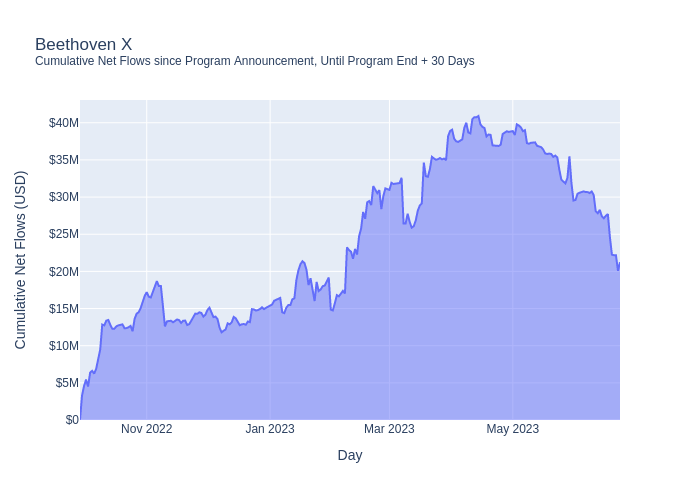 Beethoven X
Cumulative Net Flows since Program Announcement, Until Program End + 30 Days
Cumulative Net Flows (USD)
$40M
$35M
$30M
$25M
$20M
$15M
$10M
$5M
$0
Nov 2022
Jan 2023
Mar 2023
May 2023
Day